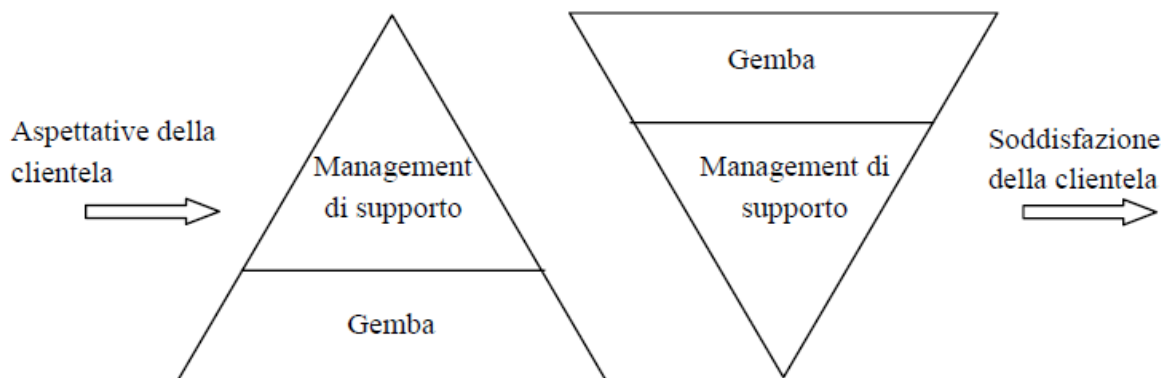 Aspettative della
clientela
Management
di supporto
Gemba
Gemba
Management di
supporto
Soddisfazione
della clientela